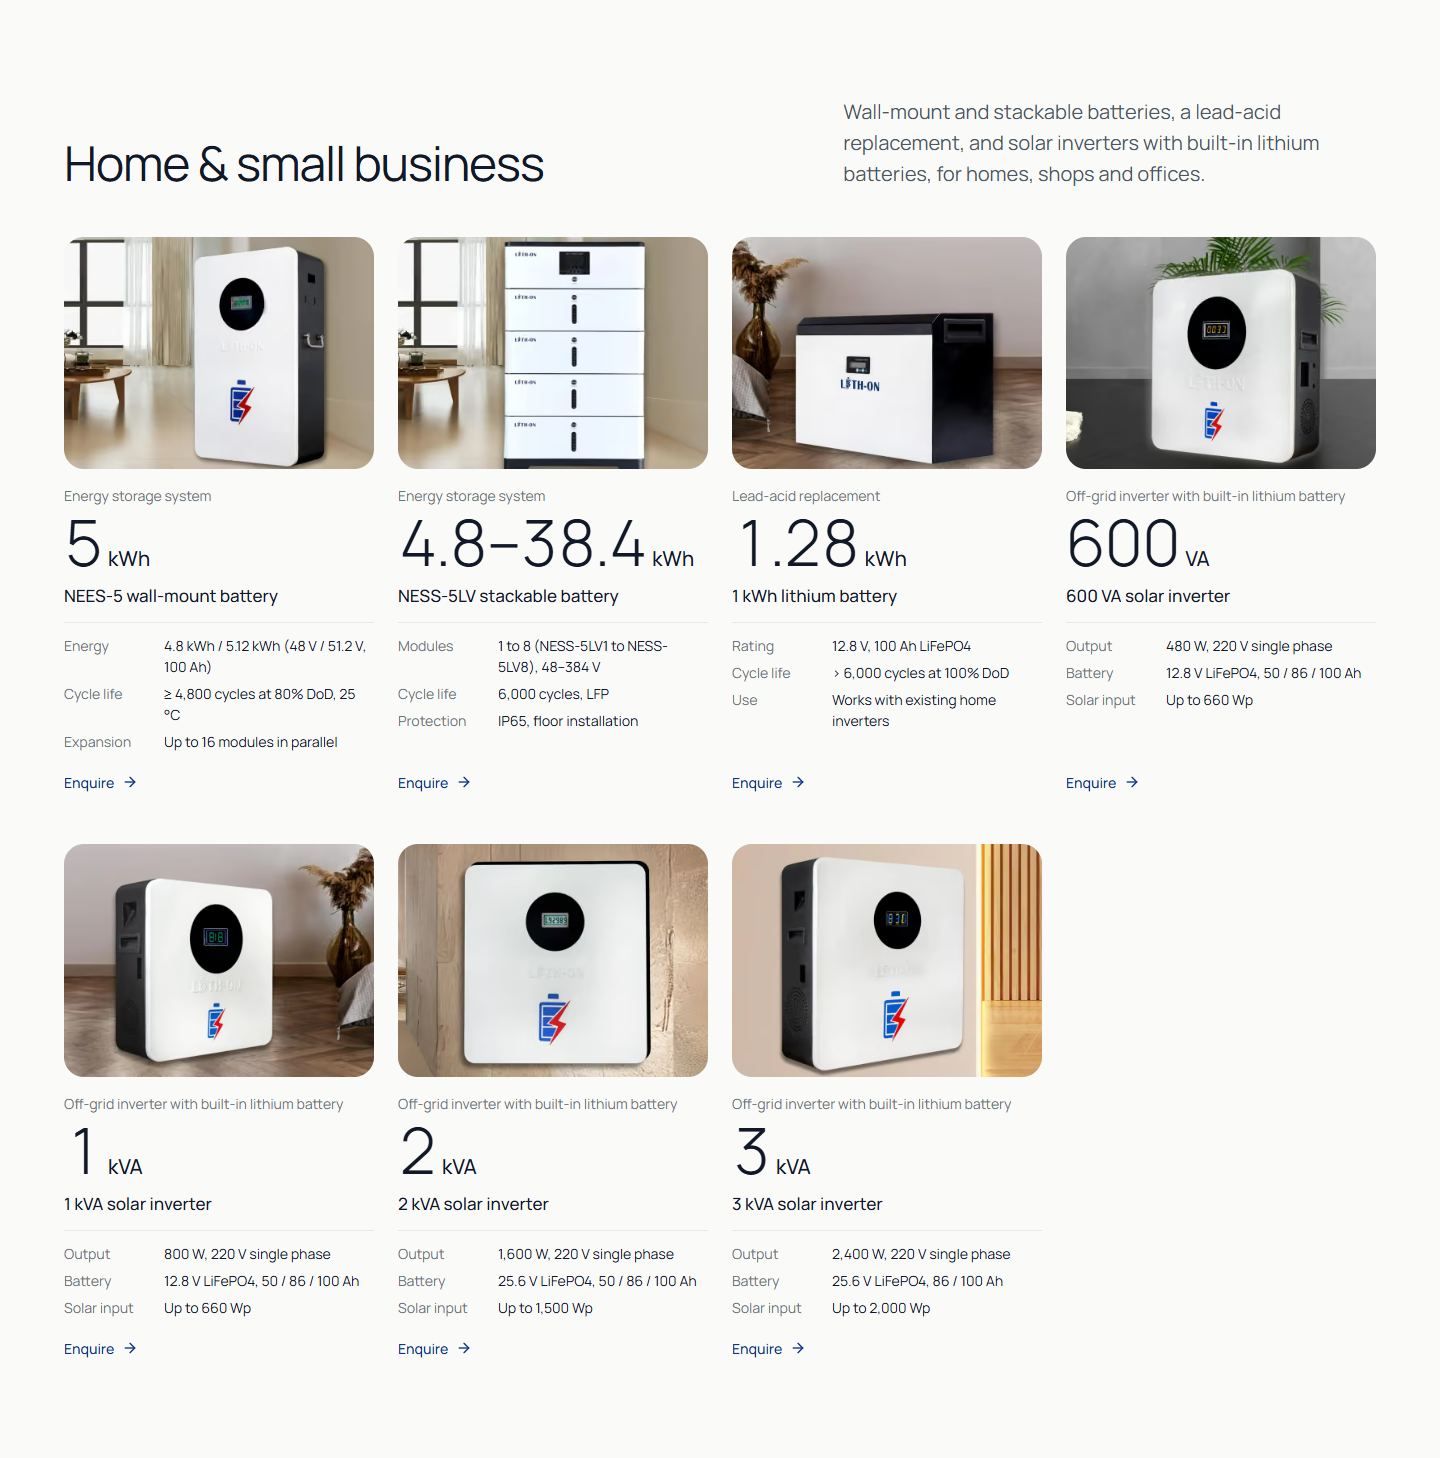 Home & small business
Wall-mount and stackable batteries, a lead-acid
replacement, and solar inverters with built-in lithium
batteries, for homes, shops and offices.
LITH-ON
LITH-ON
LITH-ON
LITH-ON
LITH-ON
LITH-ON
Energy storage system
5 kWh
NEES-5 wall-mount battery
Energy 4.8 kWh / 5.12 kWh (48 V / 51.2 V,
100 Ah)
Cycle life ≥ 4,800 cycles at 80% DoD, 25
°C
Expansion Up to 16 modules in parallel
Enquire →
Energy storage system
4.8–38.4 kWh
NESS-5LV stackable battery
Modules 1 to 8 (NESS-5LV1 to NESS-
5LV8), 48–384 V
Cycle life 6,000 cycles, LFP
Protection IP65, floor installation
Enquire →
Lead-acid replacement
1.28 kWh
1 kWh lithium battery
Rating 12.8 V, 100 Ah LiFePO4
Cycle life > 6,000 cycles at 100% DoD
Use Works with existing home
inverters
Enquire →
Off-grid inverter with built-in lithium battery
600 VA
600 VA solar inverter
Output 480 W, 220 V single phase
Battery 12.8 V LiFePO4, 50 / 86 / 100 Ah
Solar input Up to 660 Wp
Enquire →
Off-grid inverter with built-in lithium battery
1 kVA
1 kVA solar inverter
Output 800 W, 220 V single phase
Battery 12.8 V LiFePO4, 50 / 86 / 100 Ah
Solar input Up to 660 Wp
Enquire →
Off-grid inverter with built-in lithium battery
2 kVA
2 kVA solar inverter
Output 1,600 W, 220 V single phase
Battery 25.6 V LiFePO4, 50 / 86 / 100 Ah
Solar input Up to 1,500 Wp
Enquire →
Off-grid inverter with built-in lithium battery
3 kVA
3 kVA solar inverter
Output 2,400 W, 220 V single phase
Battery 25.6 V LiFePO4, 86 / 100 Ah
Solar input Up to 2,000 Wp
Enquire →